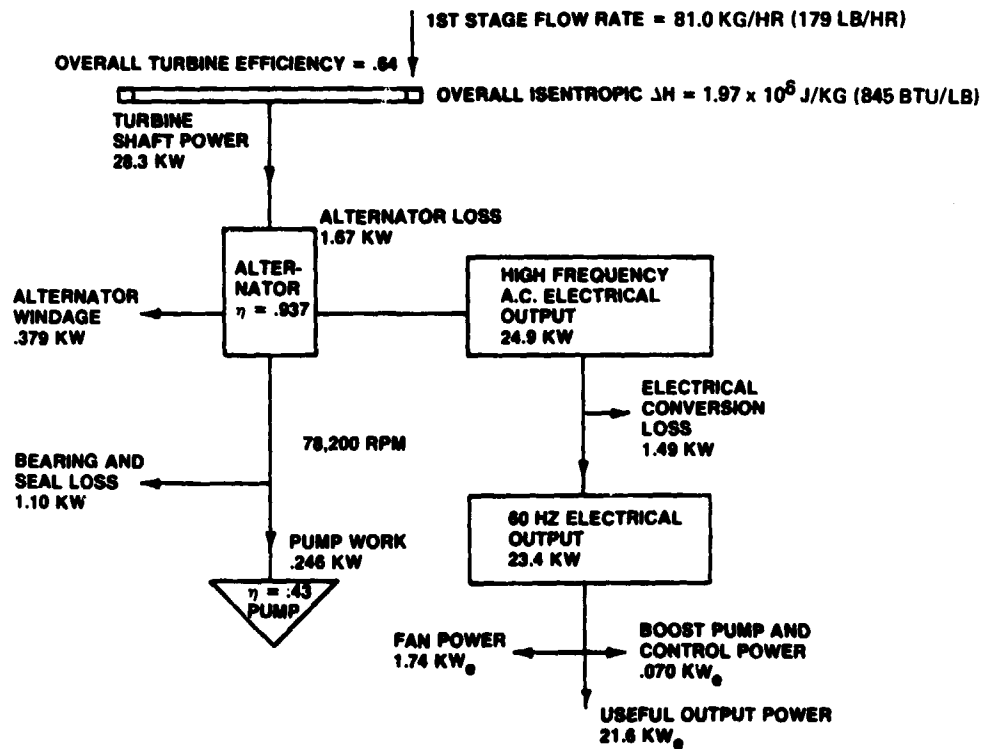 1ST STAGE FLOW RATE = 81.0 KG/HR (179 LB/HR)
OVERALL TURBINE EFFICIENCY = .64
OVERALL ISENTROPIC ΔH = 1.97 x 10⁶ J/KG (845 BTU/LB)
TURBINE
SHAFT POWER
28.3 KW
ALTERNATOR LOSS
1.67 KW
ALTER-
NATOR
η = .937
HIGH FREQUENCY
A.C. ELECTRICAL
OUTPUT
24.9 KW
ALTERNATOR
WINDAGE
.379 KW
ELECTRICAL
CONVERSION
LOSS
1.49 KW
78,200 RPM
BEARING AND
SEAL LOSS
1.10 KW
60 HZ ELECTRICAL
OUTPUT
23.4 KW
PUMP WORK
.246 KW
η = .43
PUMP
FAN POWER
1.74 KWe
BOOST PUMP AND
CONTROL POWER
.070 KWe
USEFUL OUTPUT POWER
21.6 KWe